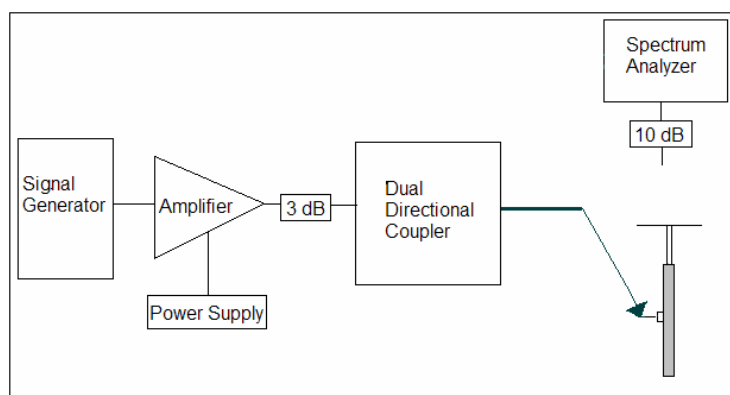 Spectrum
Analyzer
10 dB
Signal
Generator
Amplifier
3 dB
Dual
Directional
Coupler
Power Supply